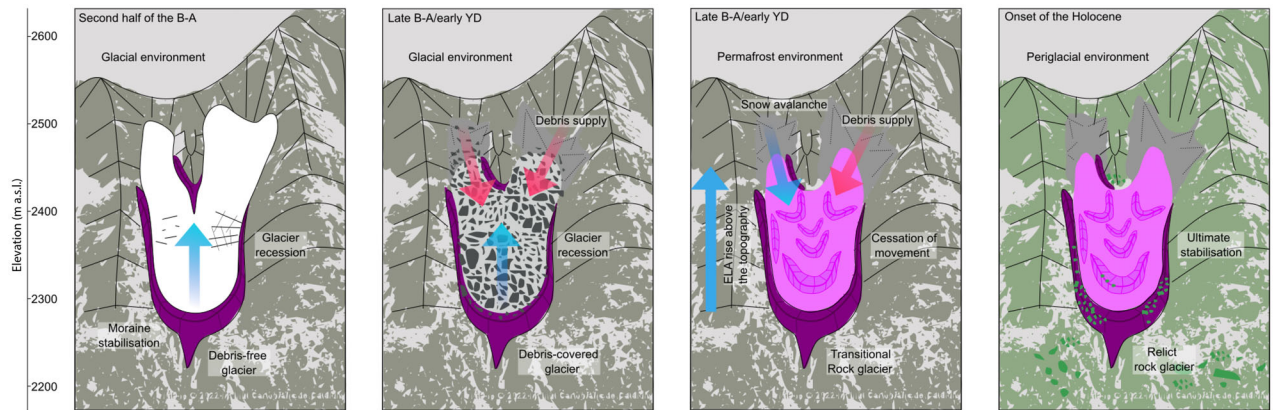 Elevation (m a.s.l.)
2600
2500
2400
2300
2200
Second half of the B-A
Glacial environment
Glacier
recession
Moraine
stabilisation
Debris-free
glacier
Late B-A/early YD
Glacial environment
Debris supply
Glacier
recession
Debris-covered
glacier
Late B-A/early YD
Permafrost environment
Snow avalanche
Debris supply
ELA rise above
the topography
Cessation of
movement
Transitional
Rock glacier
Onset of the Holocene
Periglacial environment
Ultimate
stabilisation
Relict
rock glacier